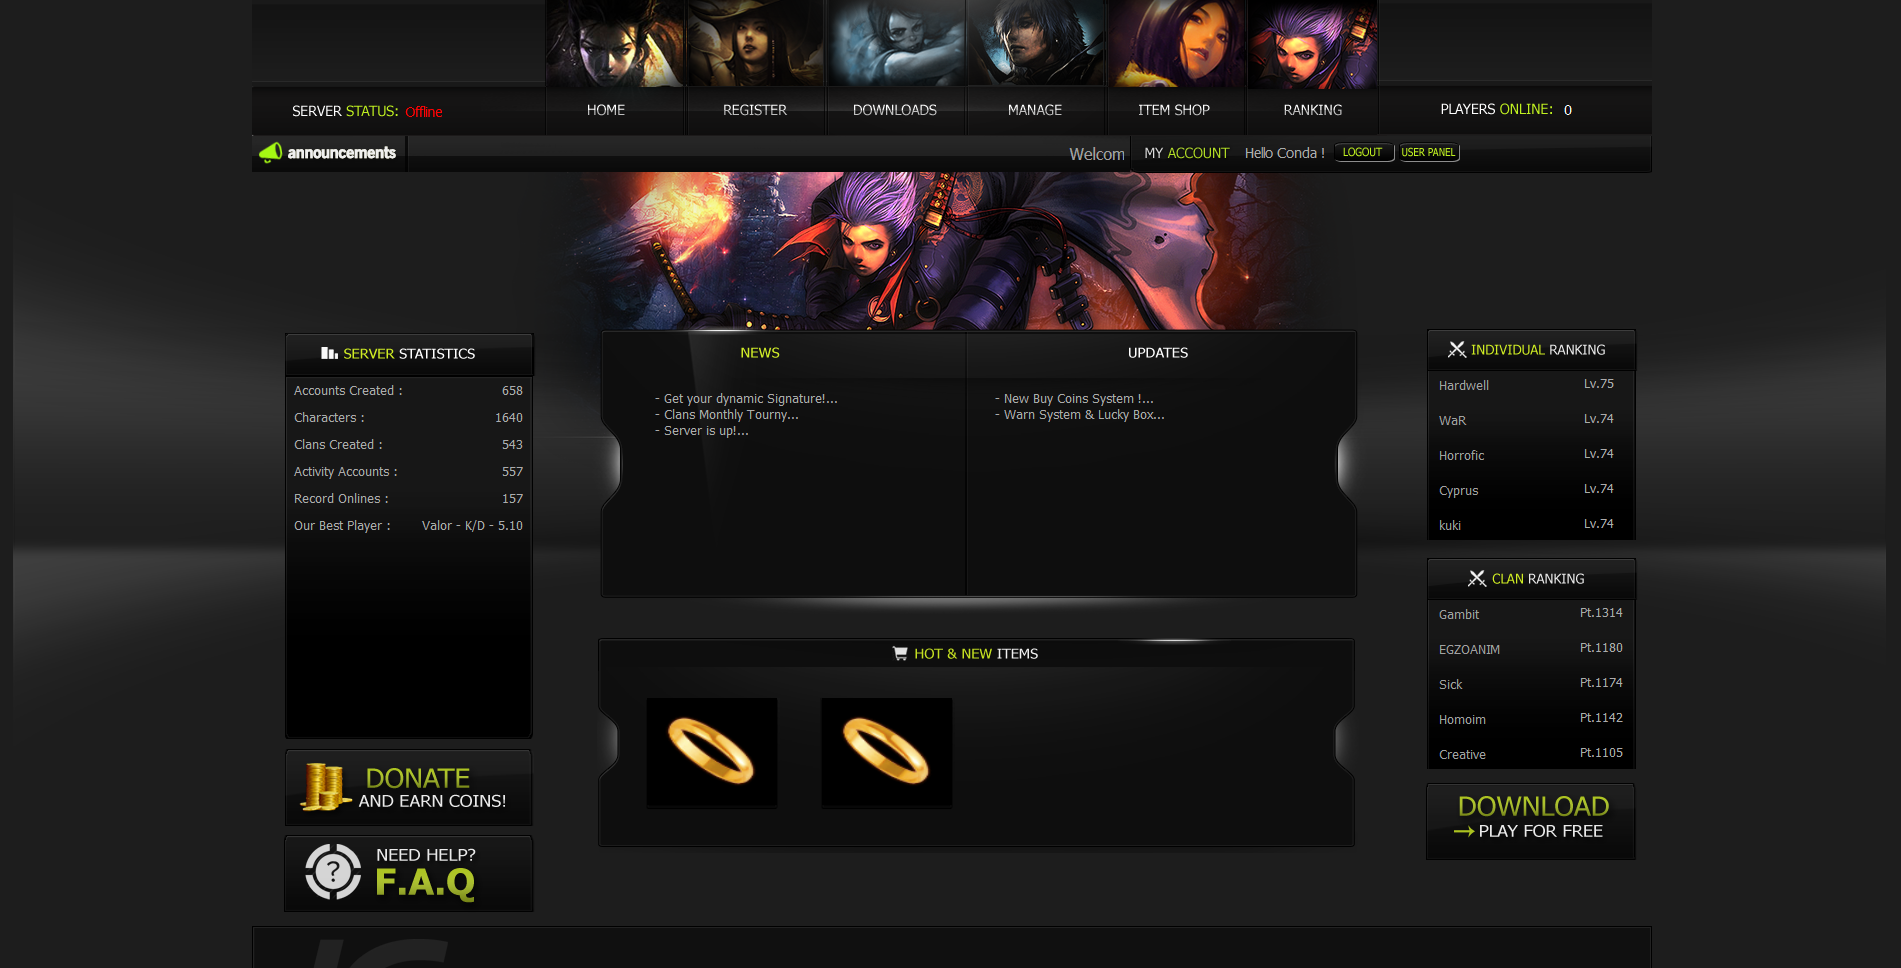 HOME
REGISTER
DOWNLOADS
MANAGE
ITEM SHOP
RANKING
SERVER STATUS: Offline
PLAYERS ONLINE: 0
announcements
Welcom
MY ACCOUNT
Hello Conda !
LOGOUT
USER PANEL
SERVER STATISTICS
Accounts Created : 658
Characters : 1640
Clans Created : 543
Activity Accounts : 557
Record Onlines : 157
Our Best Player : Valor - K/D - 5.10
DONATE
AND EARN COINS!
NEED HELP?
F.A.Q
NEWS
- Get your dynamic Signature!...
- Clans Monthly Tourny...
- Server is up!...
UPDATES
- New Buy Coins System !...
- Warn System & Lucky Box...
HOT & NEW ITEMS
INDIVIDUAL RANKING
Hardwell Lv.75
WaR Lv.74
Horrofic Lv.74
Cyprus Lv.74
kuki Lv.74
CLAN RANKING
Gambit Pt.1314
EGZOANIM Pt.1180
Sick Pt.1174
Homoim Pt.1142
Creative Pt.1105
DOWNLOAD
PLAY FOR FREE